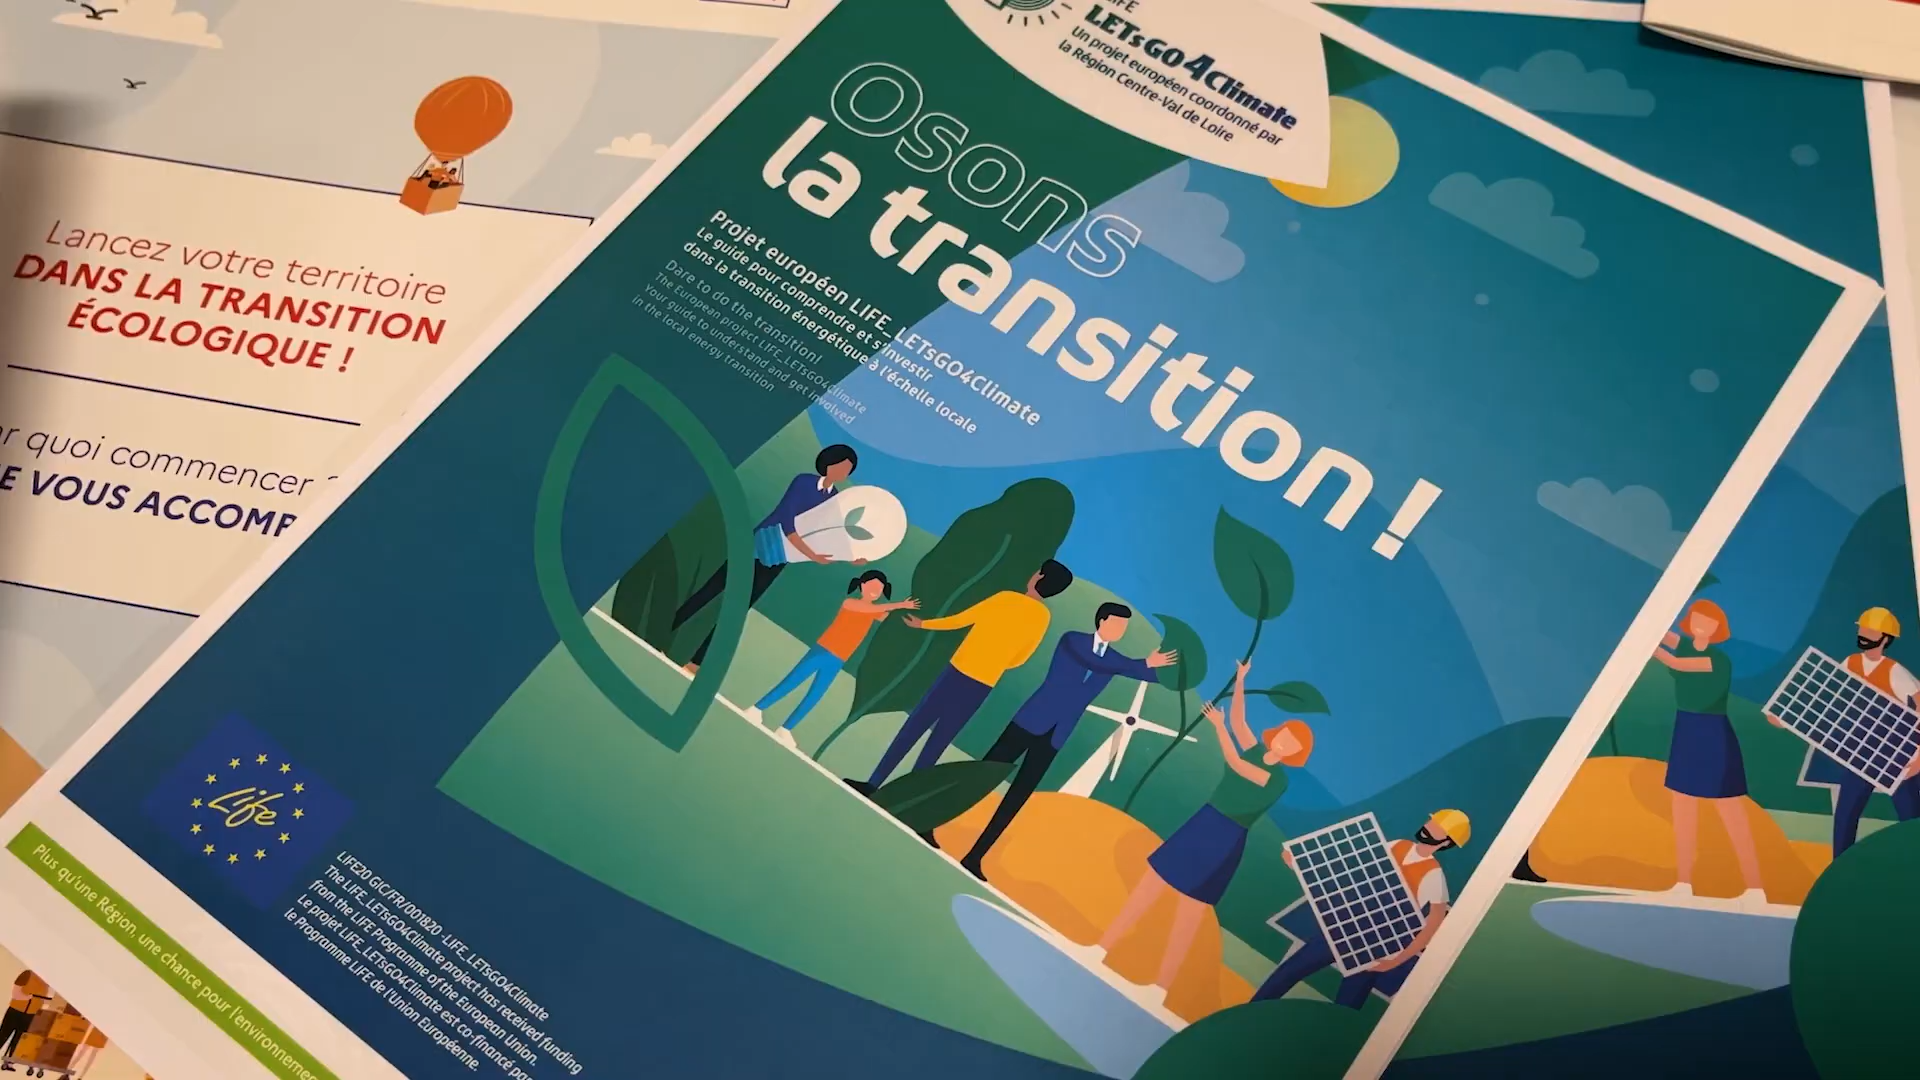 LIFE
LETsGO4Climate
Un projet européen coordonné par
la Région Centre-Val de Loire
Osons
la transition !
Projet européen LIFE_LETsGO4Climate
Le guide pour comprendre et s'investir
dans la transition énergétique à l'échelle locale
Dare to do the transition!
The European project LIFE_LETsGO4Climate
Your guide to understand and get involved
in the local energy transition
Lancez votre territoire
DANS LA TRANSITION
ÉCOLOGIQUE !
quoi commencer ?
VOUS ACCOMP
Life
LIFE20 GIC/FR/001820 - LIFE_LETsGO4Climate
The LIFE_LETsGO4Climate project has received funding
from the LIFE Programme of the European Union.
Le projet LIFE_LETsGO4Climate est co-financé par
le Programme LIFE de l'Union Européenne.
Plus qu'une Région, une chance pour l'environneme